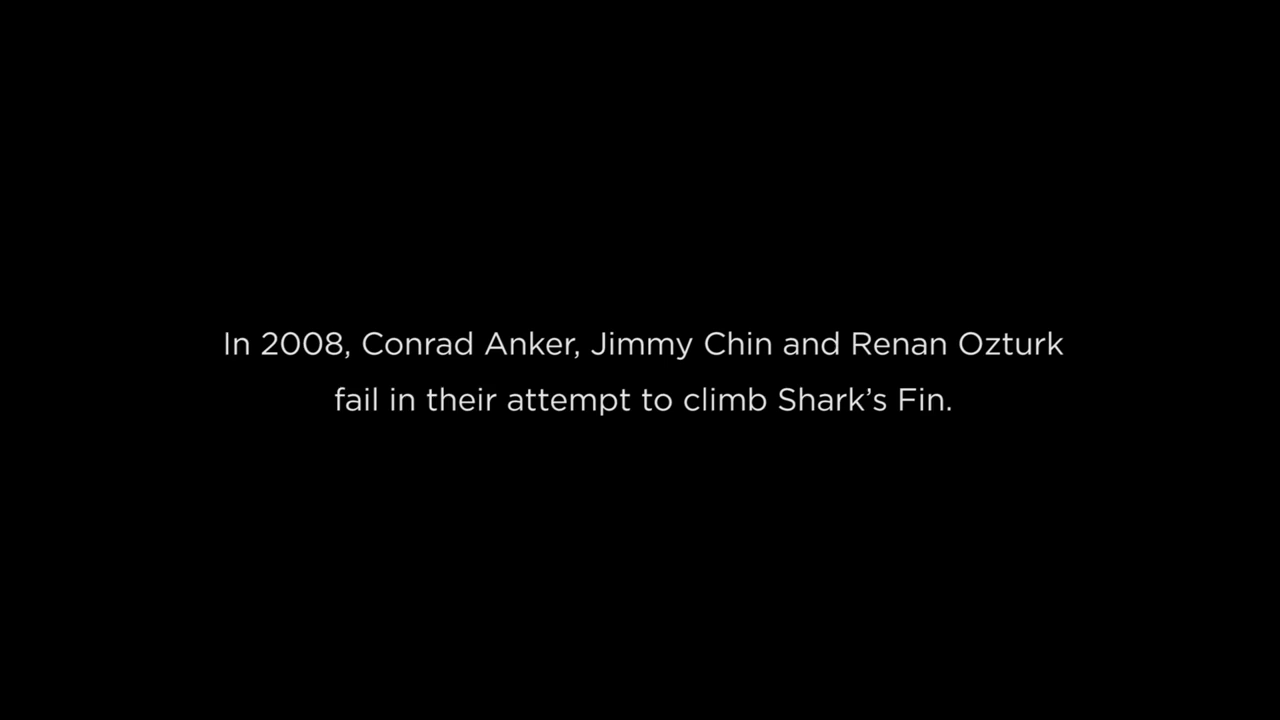 In 2008, Conrad Anker, Jimmy Chin and Renan Ozturk
fail in their attempt to climb Shark’s Fin.